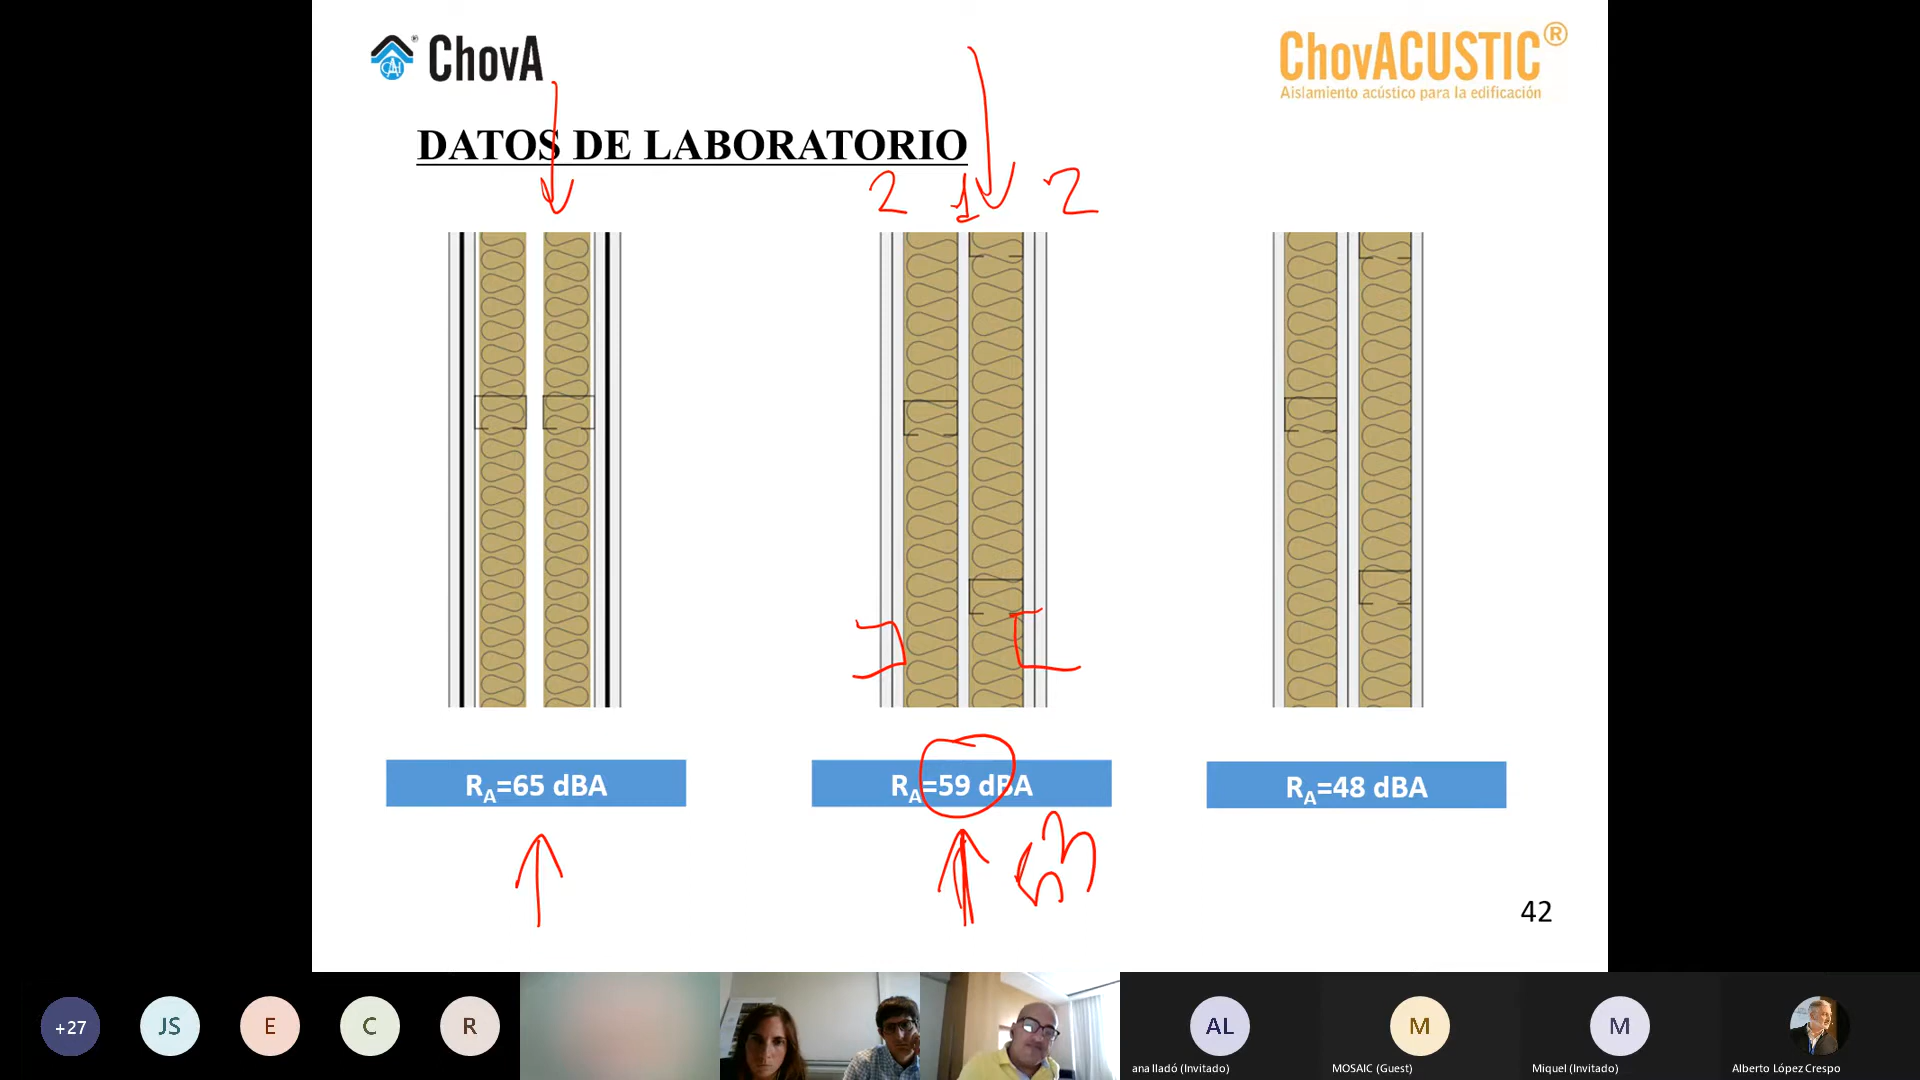 CAH ChovA
ChovACUSTIC®
Aislamiento acústico para la edificación
DATOS DE LABORATORIO
2 1 2
RA=65 dBA
RA=59 dBA
RA=48 dBA
42
+27
JS
E
C
R
AL
M
M
ana lladó (Invitado)
MOSAIC (Guest)
Miquel (Invitado)
Alberto López Crespo